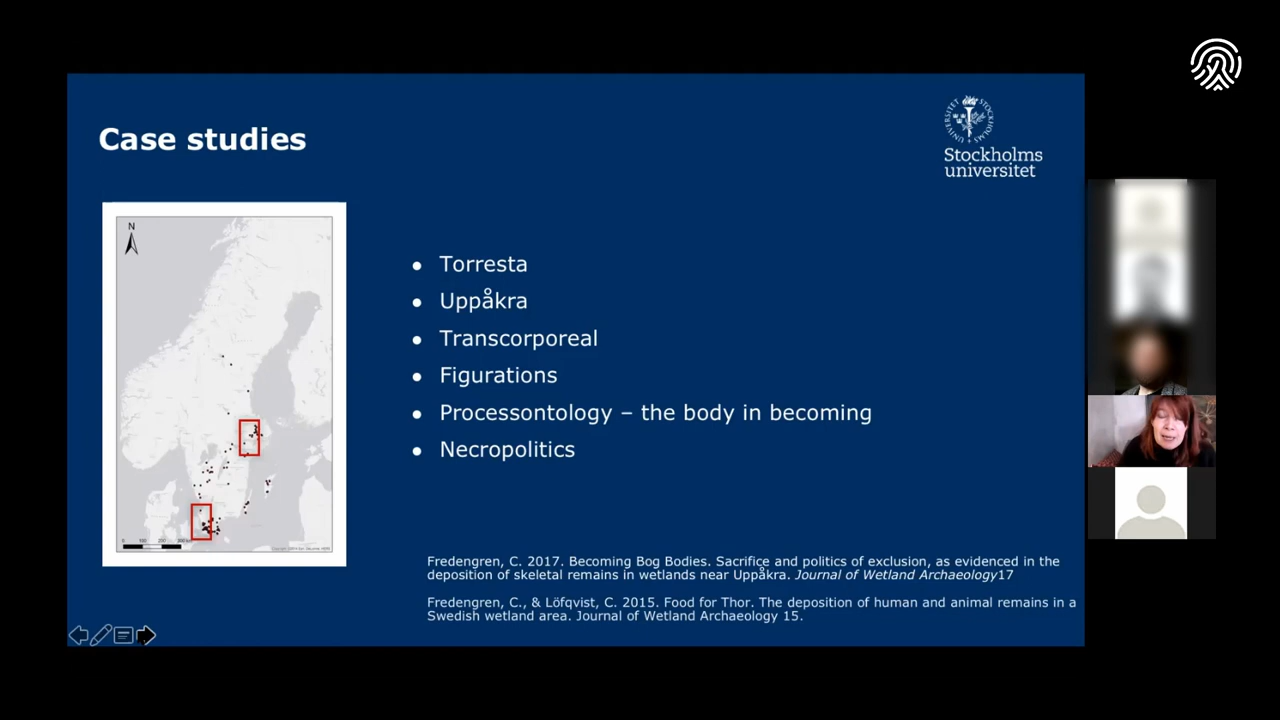 Case studies
STOCKHOLMS UNIVERSITET
Stockholms
universitet
N
● Torresta
● Uppåkra
● Transcorporeal
● Figurations
● Processontology – the body in becoming
● Necropolitics
Fredengren, C. 2017. Becoming Bog Bodies. Sacrifice and politics of exclusion, as evidenced in the
deposition of skeletal remains in wetlands near Uppåkra. Journal of Wetland Archaeology17
Fredengren, C., & Löfqvist, C. 2015. Food for Thor. The deposition of human and animal remains in a
Swedish wetland area. Journal of Wetland Archaeology 15.